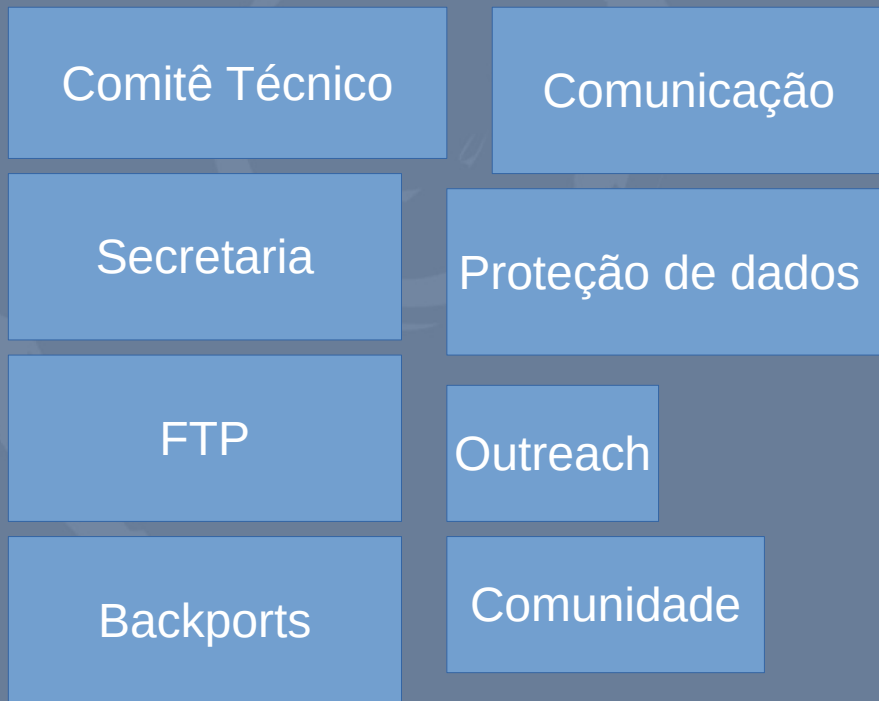 Comitê Técnico
Comunicação
Secretaria
Proteção de dados
FTP
Outreach
Backports
Comunidade